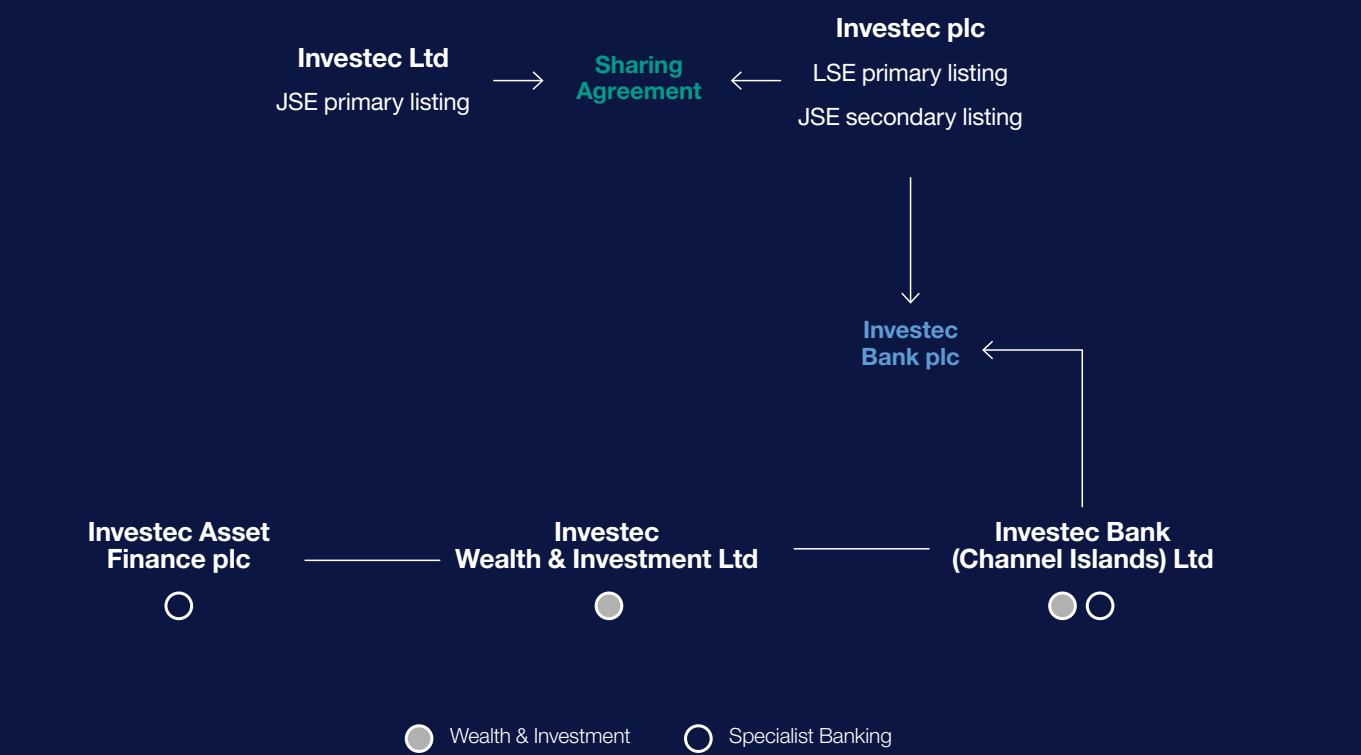 Investec Ltd
JSE primary listing
Sharing
Agreement
Investec plc
LSE primary listing
JSE secondary listing
Investec
Bank plc
Investec Asset
Finance plc
Investec
Wealth & Investment Ltd
Investec Bank
(Channel Islands) Ltd
Wealth & Investment
Specialist Banking